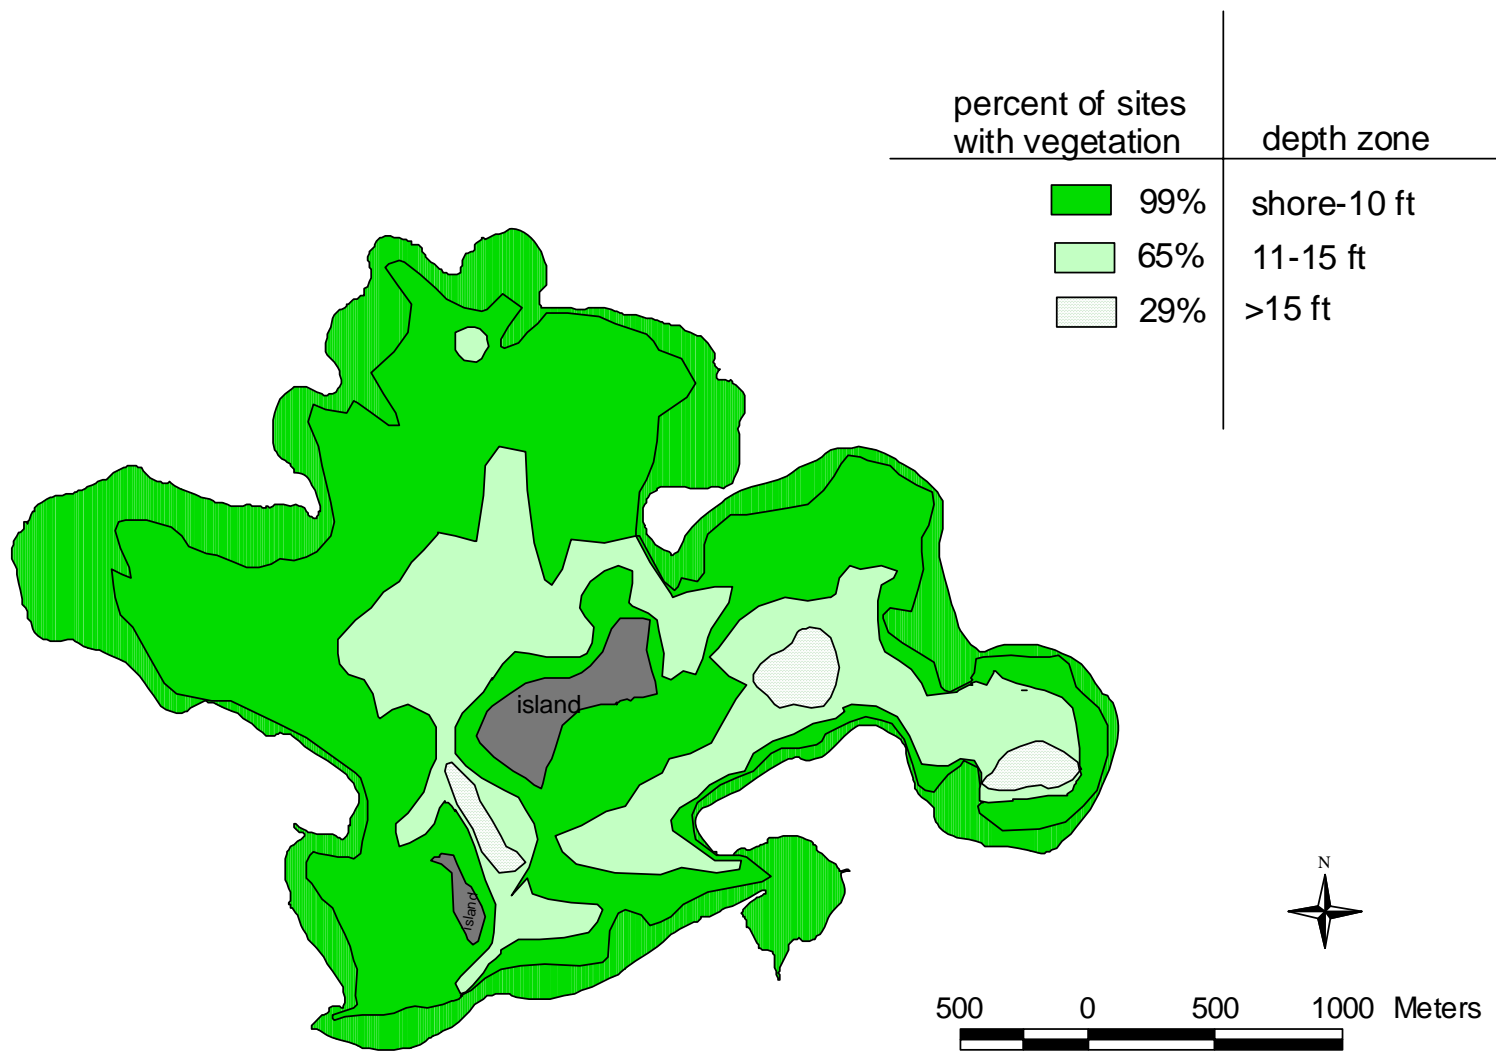 percent of sites
with vegetation
depth zone
99% shore-10 ft
65% 11-15 ft
29% >15 ft
island
island
N
500 0 500 1000 Meters